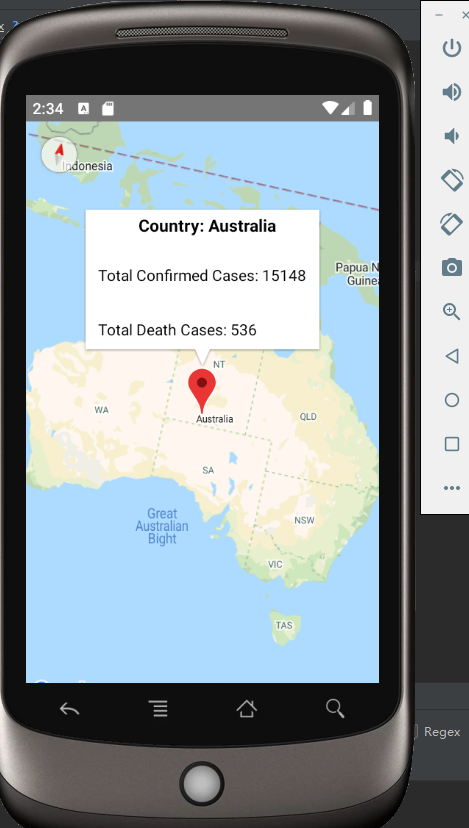 2:34
A
Indonesia
Country: Australia
Total Confirmed Cases: 15148
Total Death Cases: 536
Papua N
Guinea
NT
WA
Australia
QLD
SA
Great
Australian
Bight
NSW
VIC
TAS
Regex